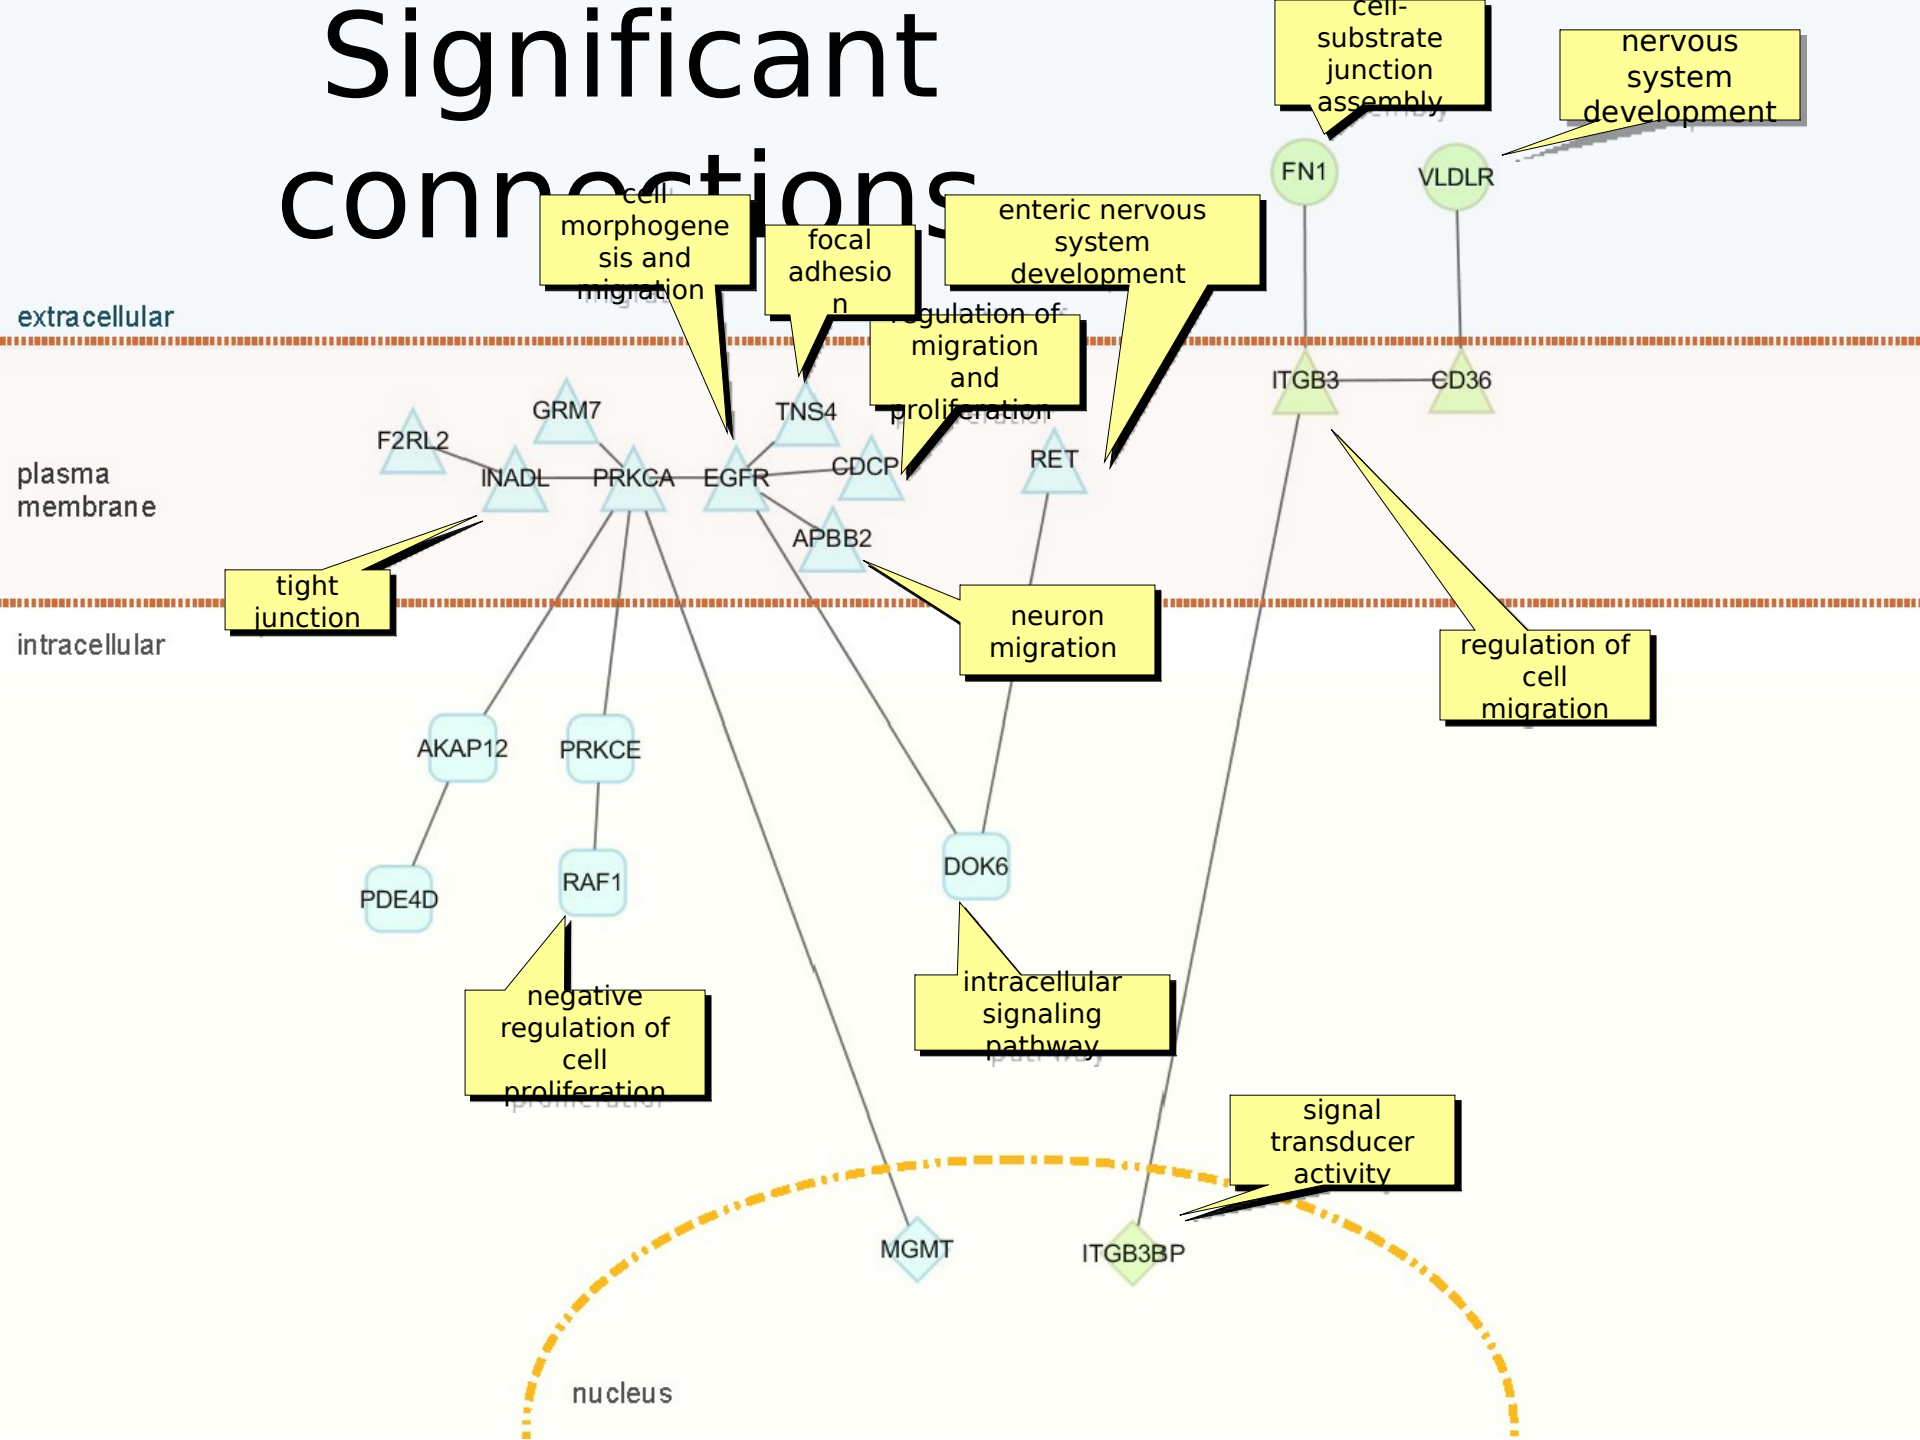 Significant
connections
cell-
substrate
junction
assembly
nervous
system
development
FN1
VLDLR
cell
morphogene
sis and
migration
focal
adhesio
n
enteric nervous
system
development
regulation of
migration
and
proliferation
extracellular
ITGB3
CD36
GRM7
TNS4
F2RL2
INADL
PRKCA
EGFR
CDCP
RET
plasma
membrane
APBB2
tight
junction
neuron
migration
intracellular
regulation of
cell
migration
AKAP12
PRKCE
DOK6
PDE4D
RAF1
negative
regulation of
cell
proliferation
intracellular
signaling
pathway
signal
transducer
activity
MGMT
ITGB3BP
nucleus